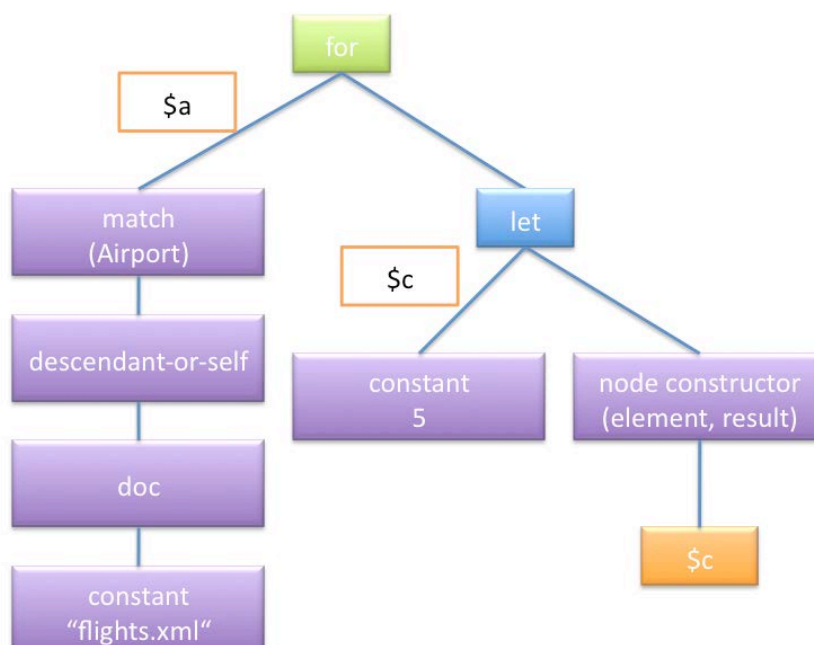 for
$a
match
(Airport)
let
$c
descendant-or-self
constant
5
node constructor
(element, result)
doc
$c
constant
“flights.xml“